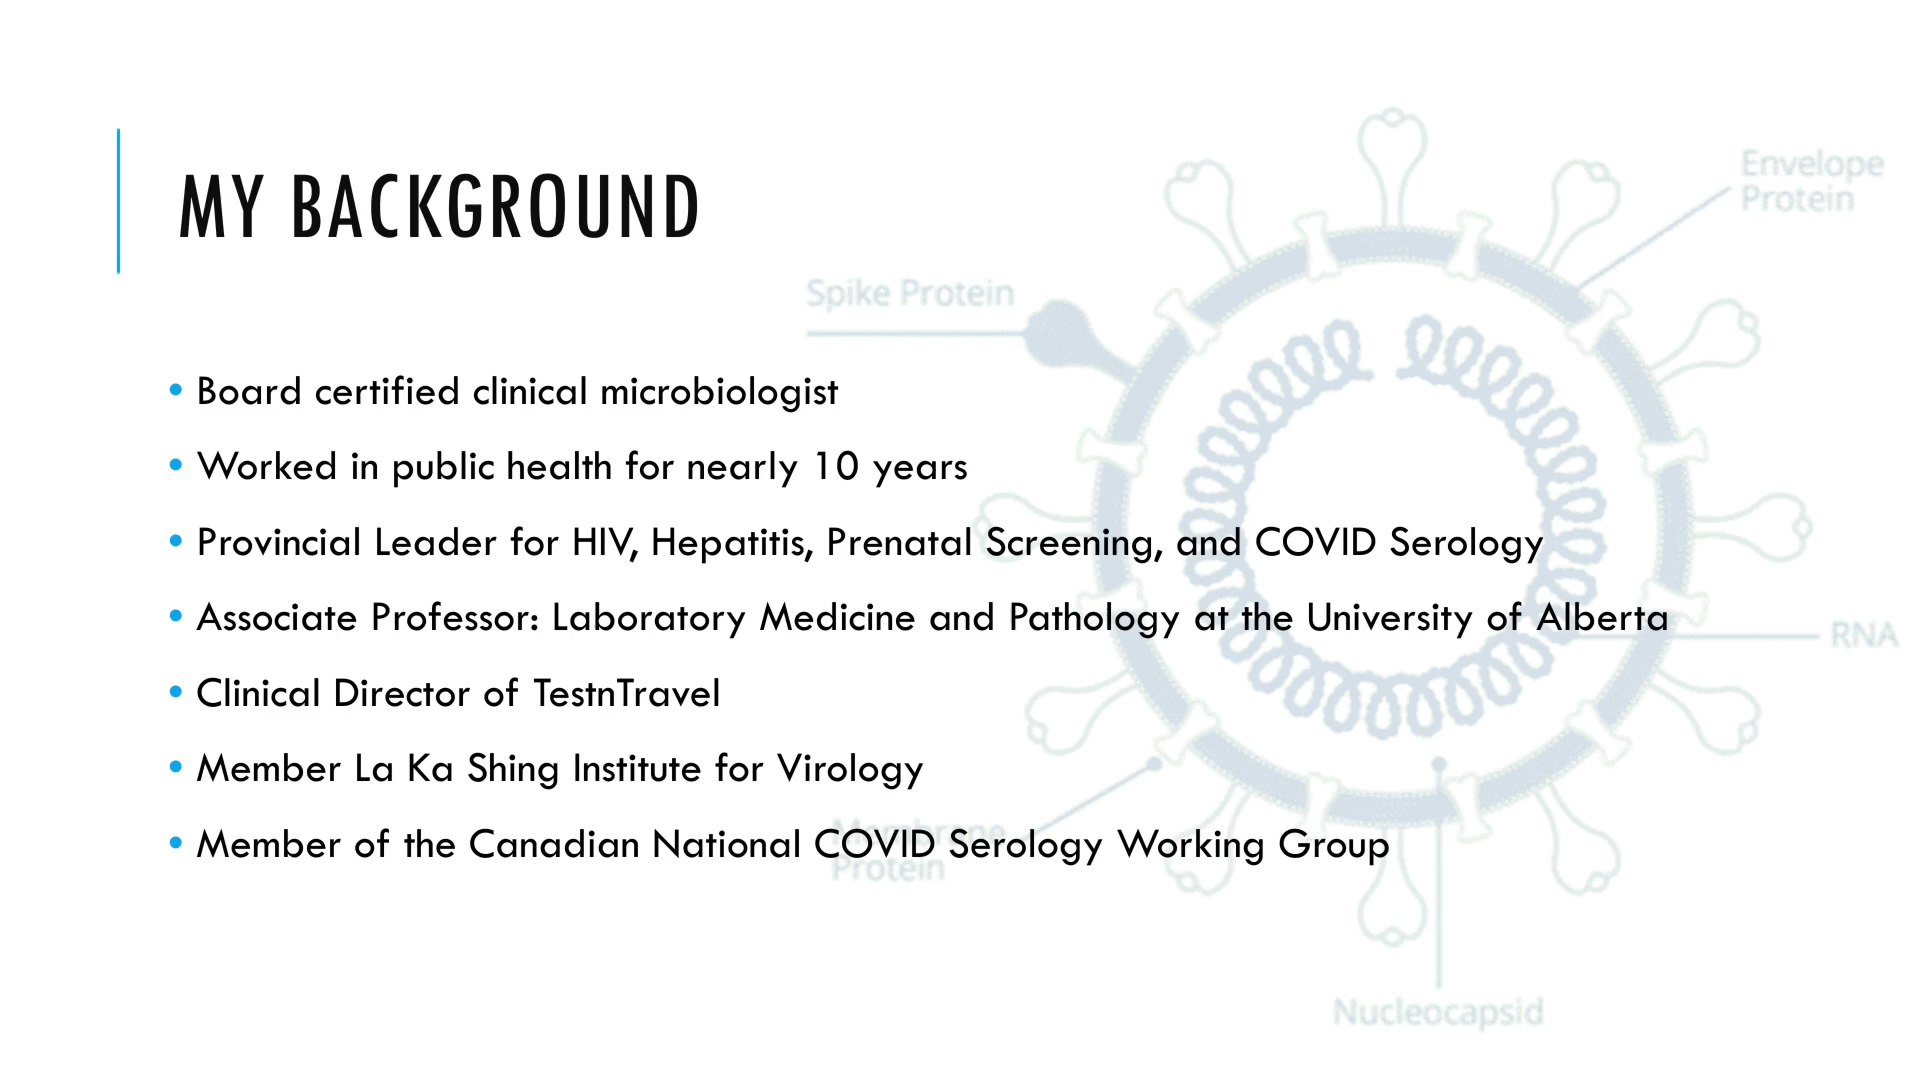 MY BACKGROUND
Envelope
Protein
Spike Protein
• Board certified clinical microbiologist
• Worked in public health for nearly 10 years
• Provincial Leader for HIV, Hepatitis, Prenatal Screening, and COVID Serology
• Associate Professor: Laboratory Medicine and Pathology at the University of Alberta
RNA
• Clinical Director of TestnTravel
• Member La Ka Shing Institute for Virology
• Member of the Canadian National COVID Serology Working Group
Membrane
Protein
Nucleocapsid